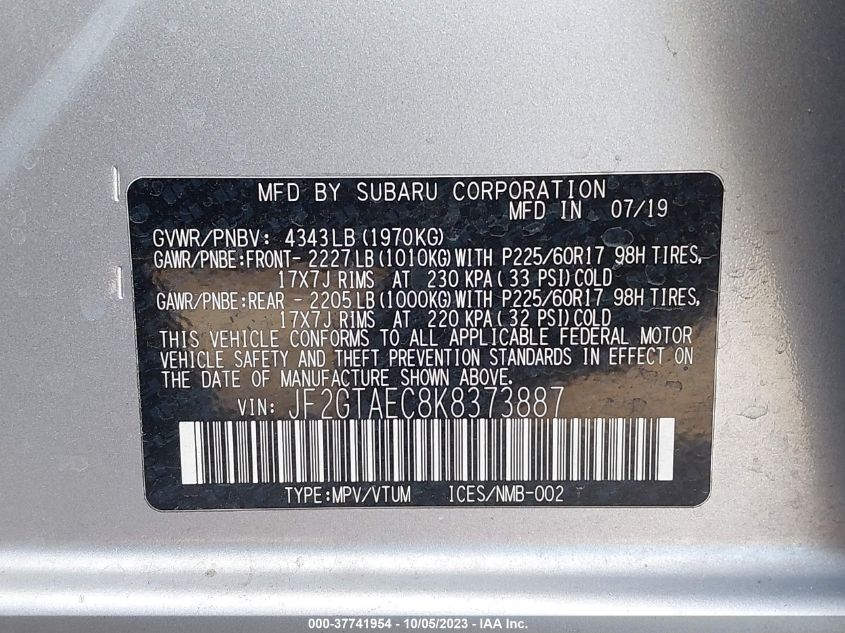 MFD BY SUBARU CORPORATION
MFD IN 07/19
GVWR/PNBV: 4343LB(1970KG)
GAWR/PNBE:FRONT- 2227LB(1010KG)WITH P225/60R17 98H TIRES,
17X7J RIMS AT 230 KPA(33 PSI)COLD
GAWR/PNBE:REAR - 2205LB(1000KG)WITH P225/60R17 98H TIRES,
17X7J RIMS AT 220 KPA(32 PSI)COLD
THIS VEHICLE CONFORMS TO ALL APPLICABLE FEDERAL MOTOR
VEHICLE SAFETY AND THEFT PREVENTION STANDARDS IN EFFECT ON
THE DATE OF MANUFACTURE SHOWN ABOVE.
VIN: JF2GTAEC8K8373887
TYPE:MPV/VTUM ICES/NMB-002
000-37741954 - 10/05/2023 - IAA Inc.